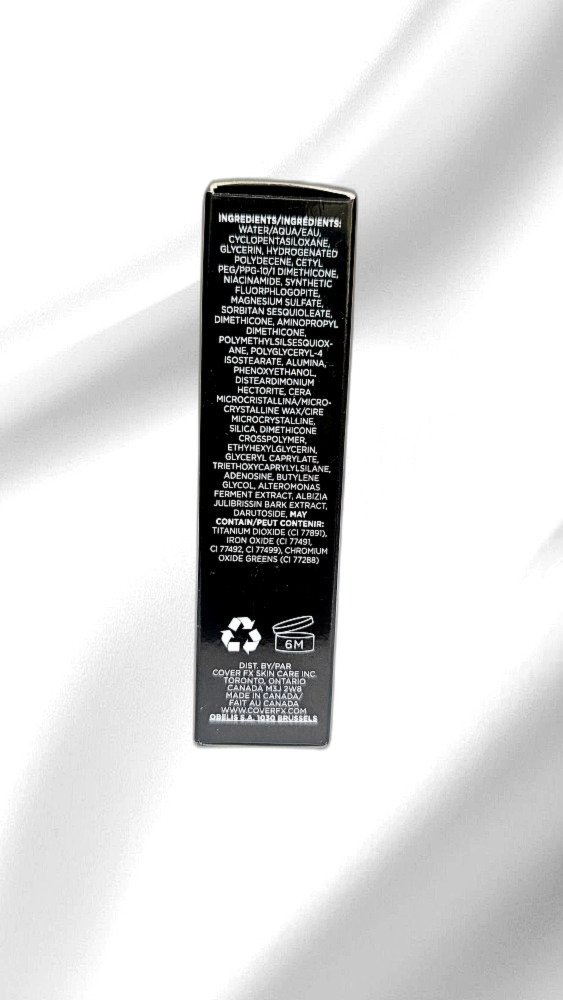 INGREDIENTS/INGRÉDIENTS:
WATER/AQUA/EAU,
CYCLOPENTASILOXANE,
GLYCERIN, HYDROGENATED
POLYDECENE, CETYL
PEG/PPG-10/1 DIMETHICONE,
NIACINAMIDE, SYNTHETIC
FLUORPHLOGOPITE,
MAGNESIUM SULFATE,
SORBITAN SESQUIOLEATE,
DIMETHICONE, AMINOPROPYL
DIMETHICONE,
POLYMETHYLSILSESQUIOX-
ANE, POLYGLYCERYL-4
ISOSTEARATE, ALUMINA,
PHENOXYETHANOL,
DISTEARDIMONIUM
HECTORITE, CERA
MICROCRISTALLINA/MICRO-
CRYSTALLINE WAX/CIRE
MICROCRYSTALLINE,
SILICA, DIMETHICONE
CROSSPOLYMER,
ETHYHEXYLGLYCERIN,
GLYCERYL CAPRYLATE,
TRIETHOXYCAPRYLYLSILANE,
ADENOSINE, BUTYLENE
GLYCOL, ALTEROMONAS
FERMENT EXTRACT, ALBIZIA
JULIBRISSIN BARK EXTRACT,
DARUTOSIDE, MAY
CONTAIN/PEUT CONTENIR:
TITANIUM DIOXIDE (CI 77891),
IRON OXIDE (CI 77491,
CI 77492, CI 77499), CHROMIUM
OXIDE GREENS (CI 77288)
6M
DIST. BY/PAR
COVER FX SKIN CARE INC.
TORONTO, ONTARIO
CANADA M3J 2W8
MADE IN CANADA/
FAIT AU CANADA
WWW.COVERFX.COM
OBELIS S.A. 1030 BRUSSELS